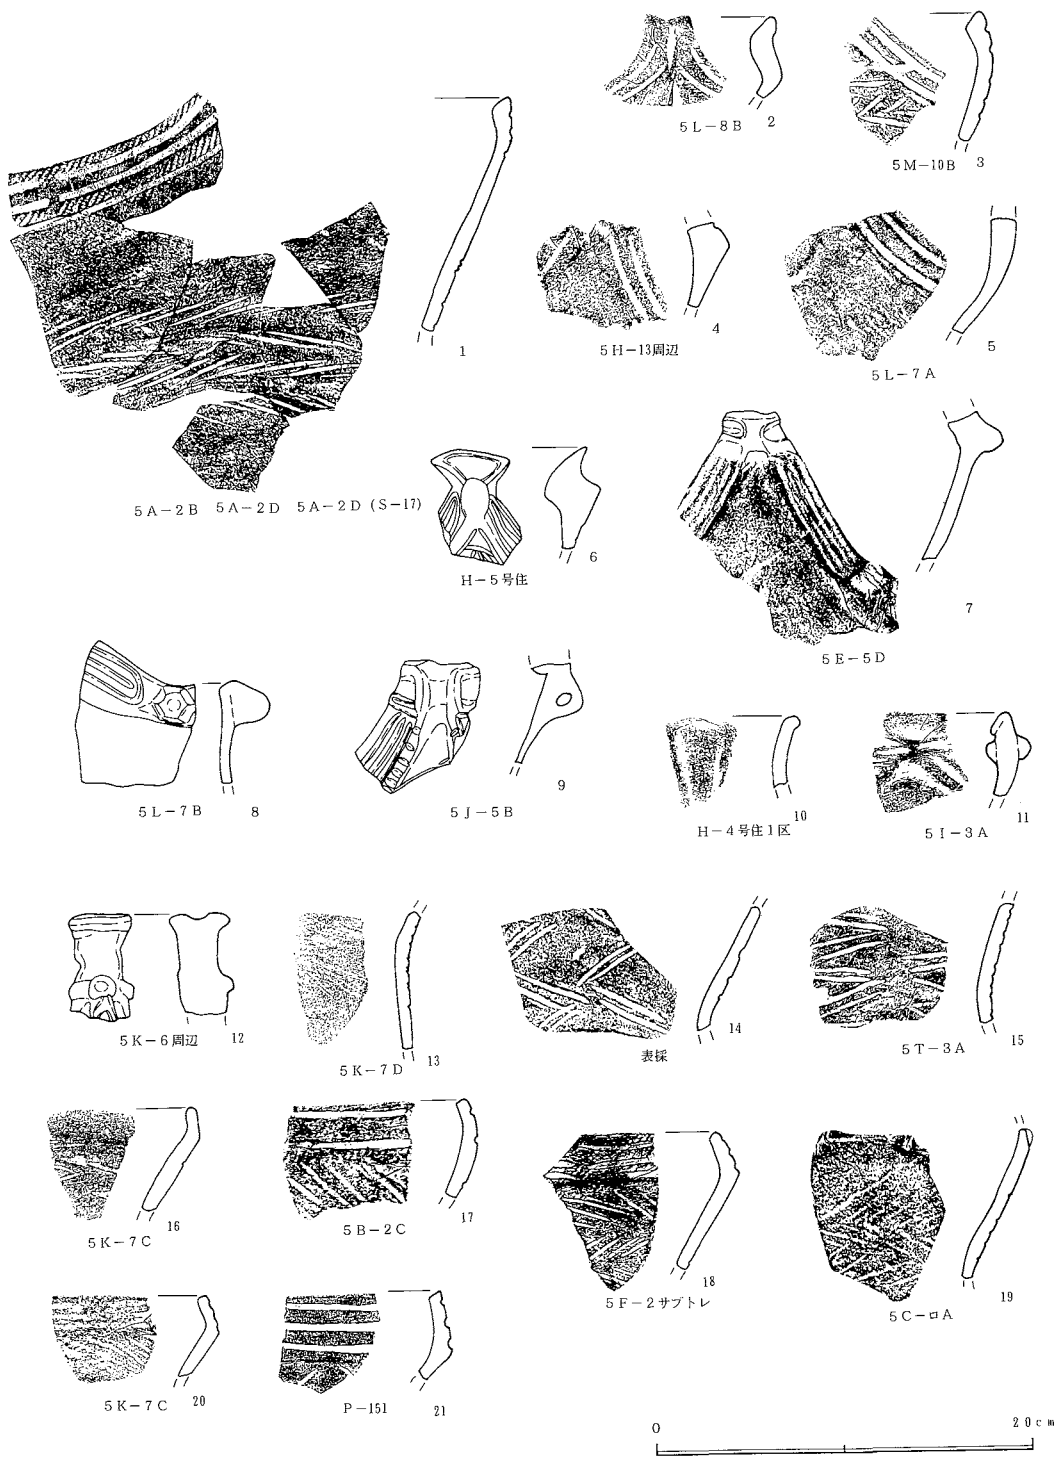 5L-8B 2
5M-10B 3
1
5H-13周辺 4
5L-7A 5
5A-2B 5A-2D 5A-2D (S-17)
H-5号住 6
5E-5D 7
5L-7B 8
5J-5B 9
H-4号住1区 10
5I-3A 11
5K-6周辺 12
5K-7D 13
表採 14
5T-3A 15
5K-7C 16
5B-2C 17
5F-2サブトレ 18
5C-ロA 19
5K-7C 20
P-151 21
0 20cm